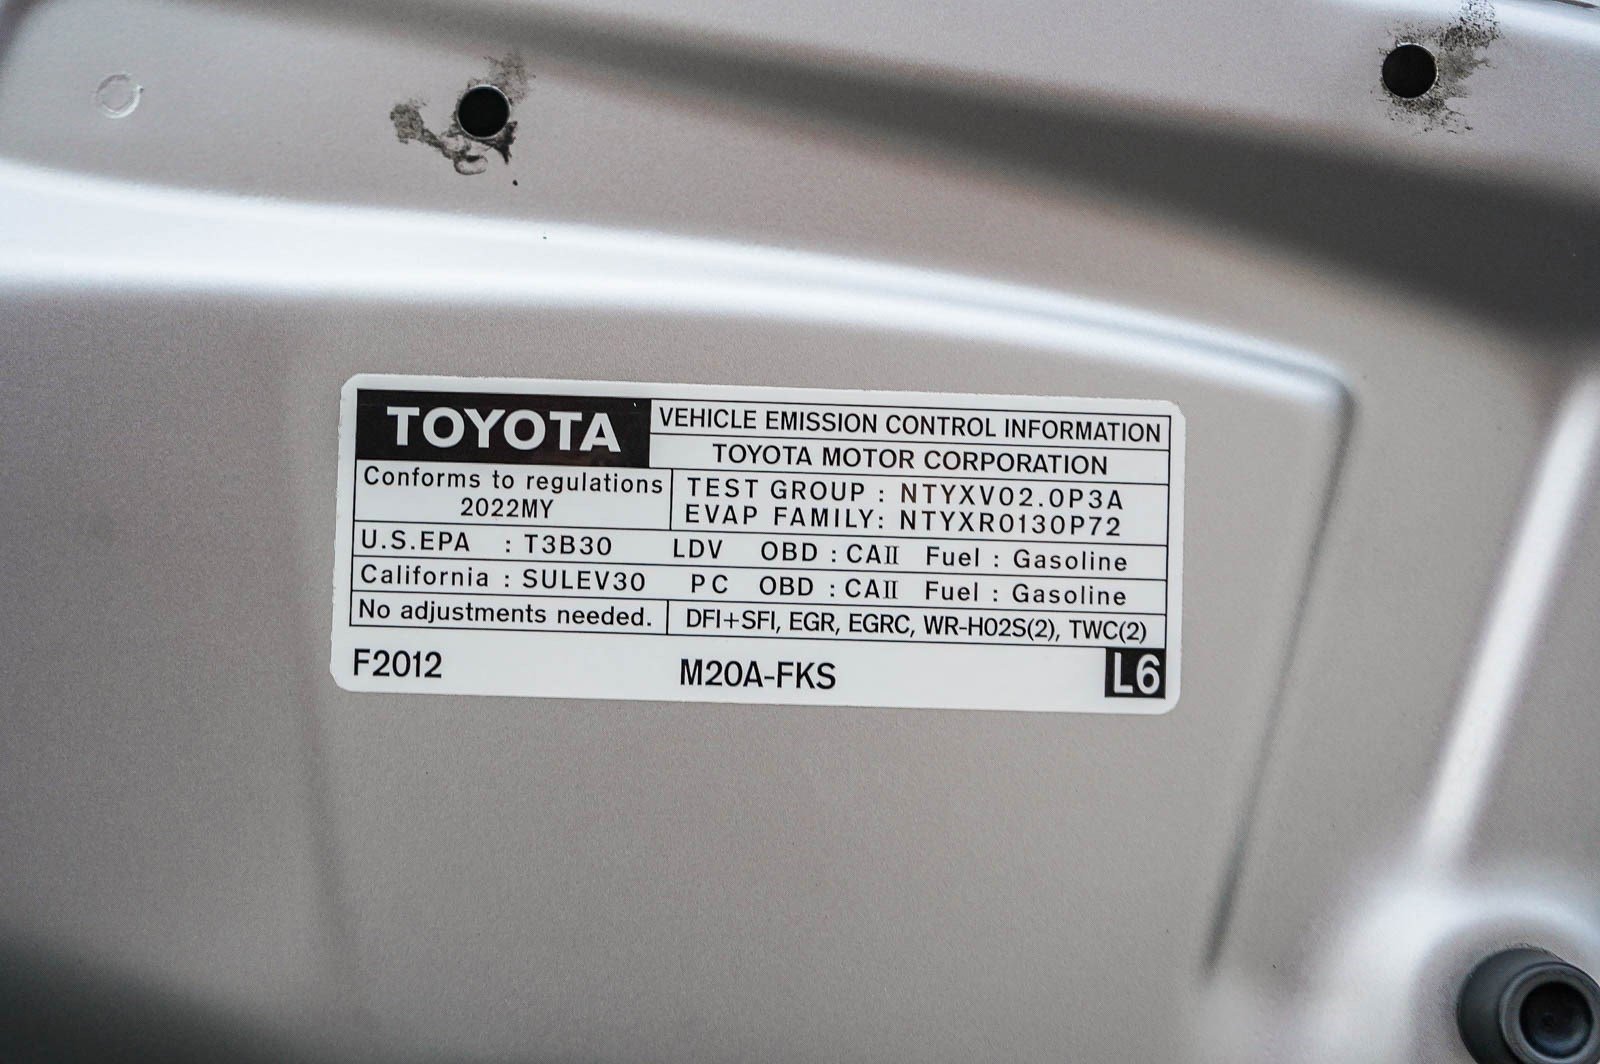 TOYOTA
VEHICLE EMISSION CONTROL INFORMATION
TOYOTA MOTOR CORPORATION
Conforms to regulations
2022MY
TEST GROUP : NTYXV02.0P3A
EVAP FAMILY: NTYXR0130P72
U.S.EPA : T3B30 LDV OBD : CAII Fuel : Gasoline
California : SULEV30 PC OBD : CAII Fuel : Gasoline
No adjustments needed. DFI+SFI, EGR, EGRC, WR-HO2S(2), TWC(2)
F2012 M20A-FKS L6